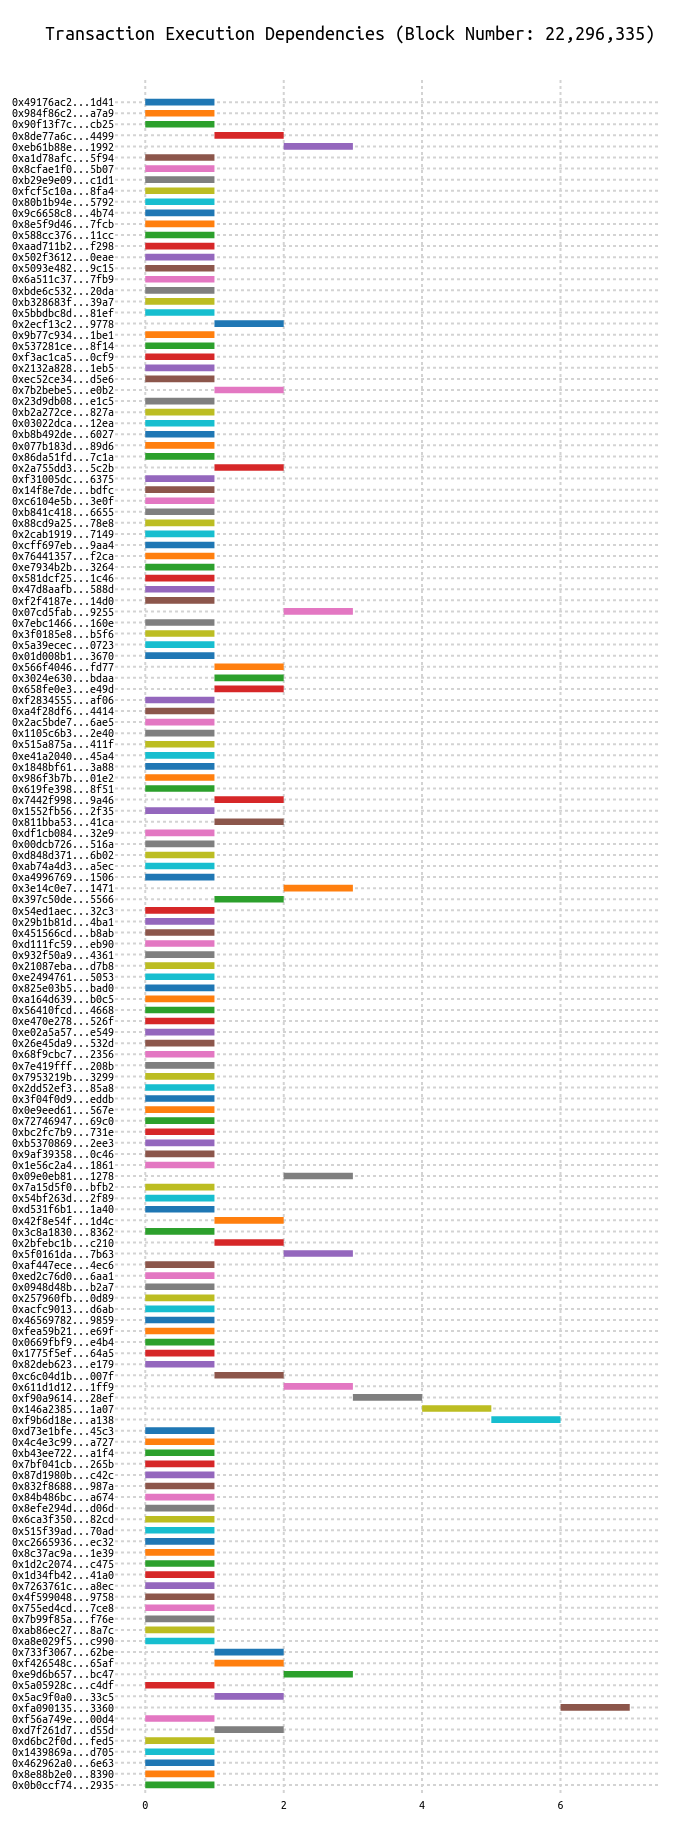 Transaction Execution Dependencies (Block Number: 22,296,335)
0x49176ac2...1d41
0x984f86c2...a7a9
0x90f13f7c...cb25
0x8de77a6c...4499
0xeb61b88e...1992
0xa1d78afc...5f94
0x8cfae1f0...5b07
0xb29e9e09...c1d1
0xfcf5c10a...8fa4
0x80b1b94e...5792
0x9c6658c8...4b74
0x8e5f9d46...7fcb
0x588cc376...11cc
0xaad711b2...f298
0x502f3612...0eae
0x5093e482...9c15
0x6a511c37...7fb9
0xbde6c532...20da
0xb328683f...39a7
0x5bbdbc8d...81ef
0x2ecf13c2...9778
0x9b77c934...1be1
0x537281ce...8f14
0xf3ac1ca5...0cf9
0x2132a828...1eb5
0xec52ce34...d5e6
0x7b2bebe5...e0b2
0x23d9db08...e1c5
0xb2a272ce...827a
0x03022dca...12ea
0xb8b492de...6027
0x077b183d...89d6
0x86da51fd...7c1a
0x2a755dd3...5c2b
0xf31005dc...6375
0x14f8e7de...bdfc
0xc6104e5b...3e0f
0xb841c418...6655
0x88cd9a25...78e8
0x2cab1919...7149
0xcff697eb...9aa4
0x76441357...f2ca
0xe7934b2b...3264
0x581dcf25...1c46
0x47d8aafb...588d
0xf2f4187e...14d0
0x07cd5fab...9255
0x7ebc1466...160e
0x3f0185e8...b5f6
0x5a39ecec...0723
0x01d008b1...3670
0x566f4046...fd77
0x3024e630...bdaa
0x658fe0e3...e49d
0xf2834555...af06
0xa4f28df6...4414
0x2ac5bde7...6ae5
0x1105c6b3...2e40
0x515a875a...411f
0xe41a2040...45a4
0x1848bf61...3a88
0x986f3b7b...01e2
0x619fe398...8f51
0x7442f998...9a46
0x1552fb56...2f35
0x811bba53...41ca
0xdf1cb084...32e9
0x00dcb726...516a
0xd848d371...6b02
0xab74a4d3...a5ec
0xa4996769...1506
0x3e14c0e7...1471
0x397c50de...5566
0x54ed1aec...32c3
0x29b1b81d...4ba1
0x451566cd...b8ab
0xd111fc59...eb90
0x932f50a9...4361
0x21087eba...d7b8
0xe2494761...5053
0x825e03b5...bad0
0xa164d639...b0c5
0x56410fcd...4668
0xe470e278...526f
0xe02a5a57...e549
0x26e45da9...532d
0x68f9cbc7...2356
0x7e419fff...208b
0x7953219b...3299
0x2dd52ef3...85a8
0x3f04f0d9...eddb
0x0e9eed61...567e
0x72746947...69c0
0xbc2fc7b9...731e
0xb5370869...2ee3
0x9af39358...0c46
0x1e56c2a4...1861
0x09e0eb81...1278
0x7a15d5f0...bfb2
0x54bf263d...2f89
0xd531f6b1...1a40
0x42f8e54f...1d4c
0x3c8a1830...8362
0x2bfebc1b...c210
0x5f0161da...7b63
0xaf447ece...4ec6
0xed2c76d0...6aa1
0x0948d48b...b2a7
0x257960fb...0d89
0xacfc9013...d6ab
0x46569782...9859
0xfea59b21...e69f
0x0669fbf9...e4b4
0x1775f5ef...64a5
0x82deb623...e179
0xc6c04d1b...007f
0x611d1d12...1ff9
0xf90a9614...28ef
0x146a2385...1a07
0xf9b6d18e...a138
0xd73e1bfe...45c3
0x4c4e3c99...a727
0xb43ee722...a1f4
0x7bf041cb...265b
0x87d1980b...c42c
0x832f8688...987a
0x84b486bc...a674
0x8efe294d...d06d
0x6ca3f350...82cd
0x515f39ad...70ad
0xc2665936...ec32
0x8c37ac9a...1e39
0x1d2c2074...c475
0x1d34fb42...41a0
0x7263761c...a8ec
0x4f599048...9758
0x755ed4cd...7ce8
0x7b99f85a...f76e
0xab86ec27...8a7c
0xa8e029f5...c990
0x733f3067...62be
0xf426548c...65af
0xe9d6b657...bc47
0x5a05928c...c4df
0x5ac9f0a0...33c5
0xfa090135...3360
0xf56a749e...00d4
0xd7f261d7...d55d
0xd6bc2f0d...fed5
0x1439869a...d705
0x462962a0...6e63
0x8e88b2e0...8390
0x0b0ccf74...2935
0 2 4 6